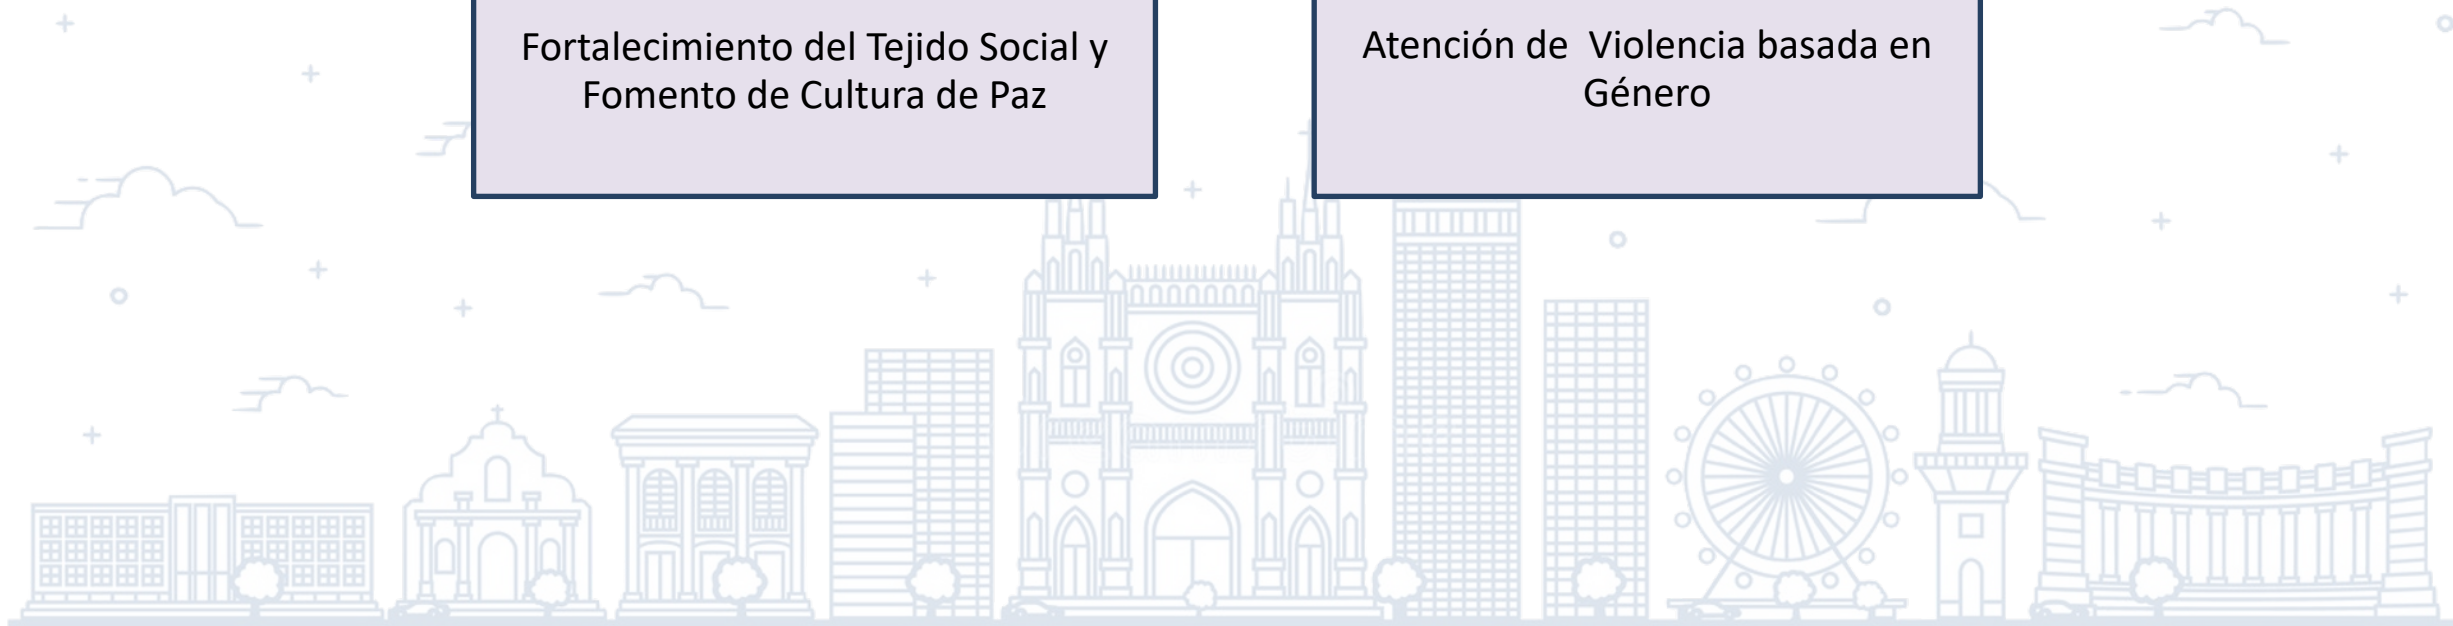 Fortalecimiento del Tejido Social y
Fomento de Cultura de Paz
Atención de  Violencia basada en
Género